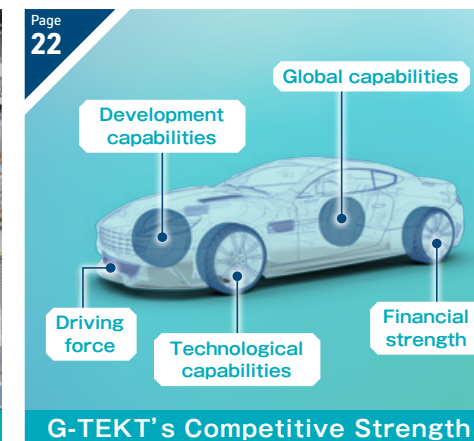 Page
22
Global capabilities
Development
capabilities
Driving
force
Technological
capabilities
Financial
strength
G-TEKT’s Competitive Strength